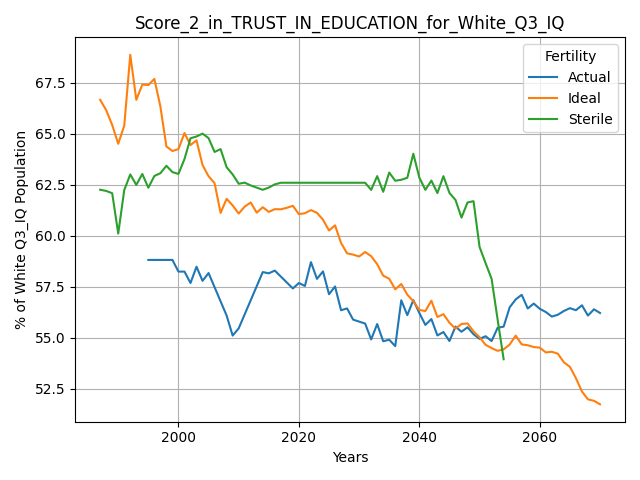 Score_2_in_TRUST_IN_EDUCATION_for_White_Q3_IQ
Fertility
Actual
Ideal
Sterile
% of White Q3_IQ Population
67.5
65.0
62.5
60.0
57.5
55.0
52.5
2000
2020
2040
2060
Years